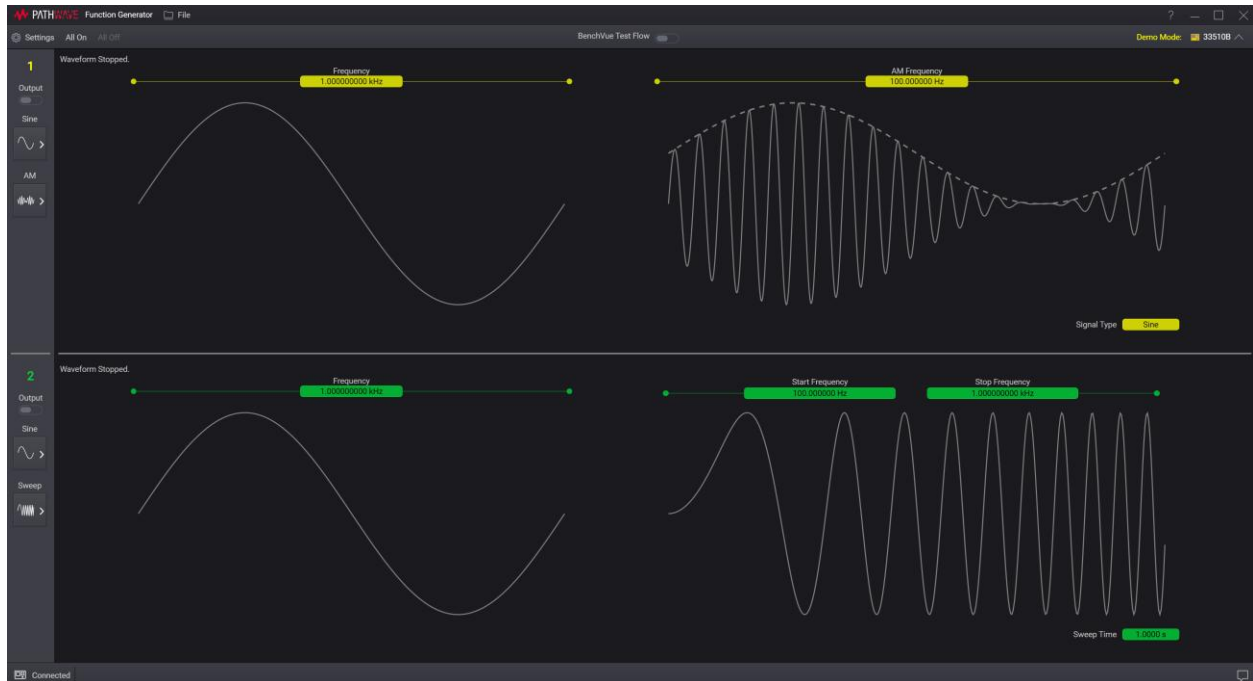 PATHWAVE Function Generator File ?
Settings All On All Off BenchVue Test Flow Demo Mode: 33510B
1
Waveform Stopped.
Output
Sine
AM
Frequency
1.000000000 kHz
AM Frequency
100.000000 Hz
Signal Type Sine
2
Waveform Stopped.
Output
Sine
Sweep
Frequency
1.000000000 kHz
Start Frequency
100.000000 Hz
Stop Frequency
1.000000000 kHz
Sweep Time 1.0000 s
Connected